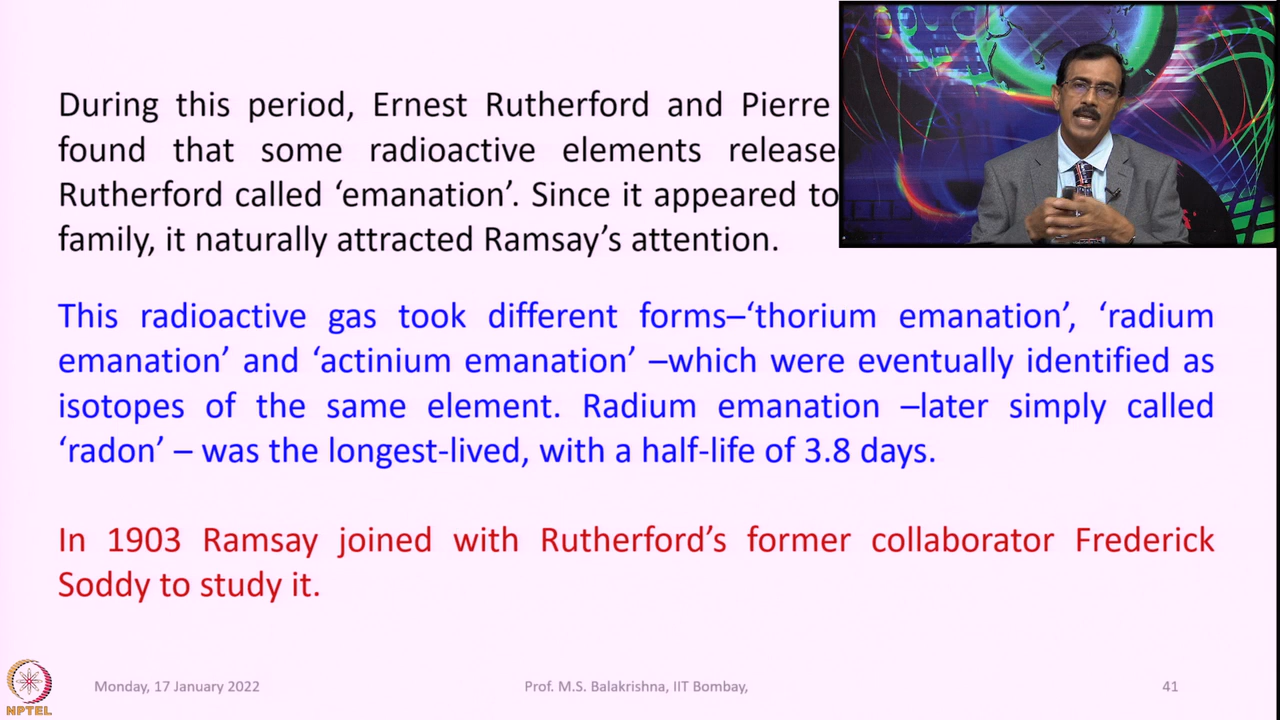 During this period, Ernest Rutherford and Pierre
found that some radioactive elements release
Rutherford called ‘emanation’. Since it appeared to
family, it naturally attracted Ramsay’s attention.
This radioactive gas took different forms–‘thorium emanation’, ‘radium
emanation’ and ‘actinium emanation’ –which were eventually identified as
isotopes of the same element. Radium emanation –later simply called
‘radon’ – was the longest-lived, with a half-life of 3.8 days.
In 1903 Ramsay joined with Rutherford’s former collaborator Frederick
Soddy to study it.
NPTEL
Monday, 17 January 2022
Prof. M.S. Balakrishna, IIT Bombay,
41